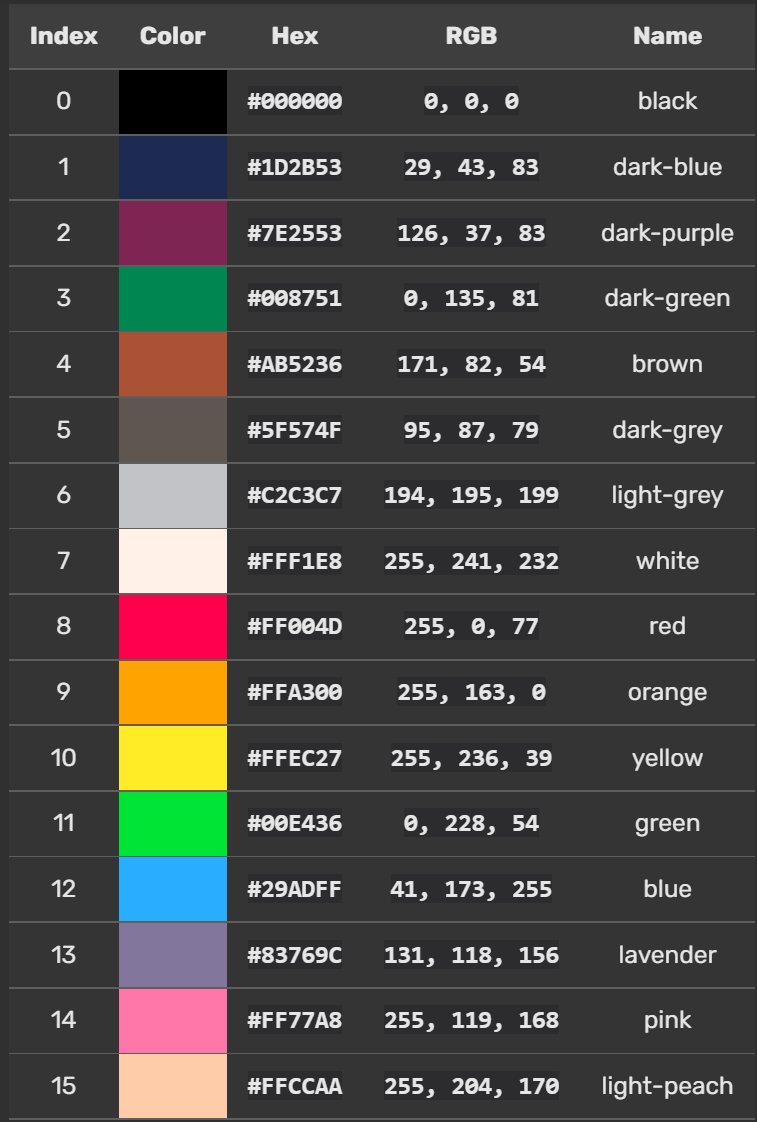 Index Color Hex RGB Name
0 #000000 0, 0, 0 black
1 #1D2B53 29, 43, 83 dark-blue
2 #7E2553 126, 37, 83 dark-purple
3 #008751 0, 135, 81 dark-green
4 #AB5236 171, 82, 54 brown
5 #5F574F 95, 87, 79 dark-grey
6 #C2C3C7 194, 195, 199 light-grey
7 #FFF1E8 255, 241, 232 white
8 #FF004D 255, 0, 77 red
9 #FFA300 255, 163, 0 orange
10 #FFEC27 255, 236, 39 yellow
11 #00E436 0, 228, 54 green
12 #29ADFF 41, 173, 255 blue
13 #83769C 131, 118, 156 lavender
14 #FF77A8 255, 119, 168 pink
15 #FFCCAA 255, 204, 170 light-peach